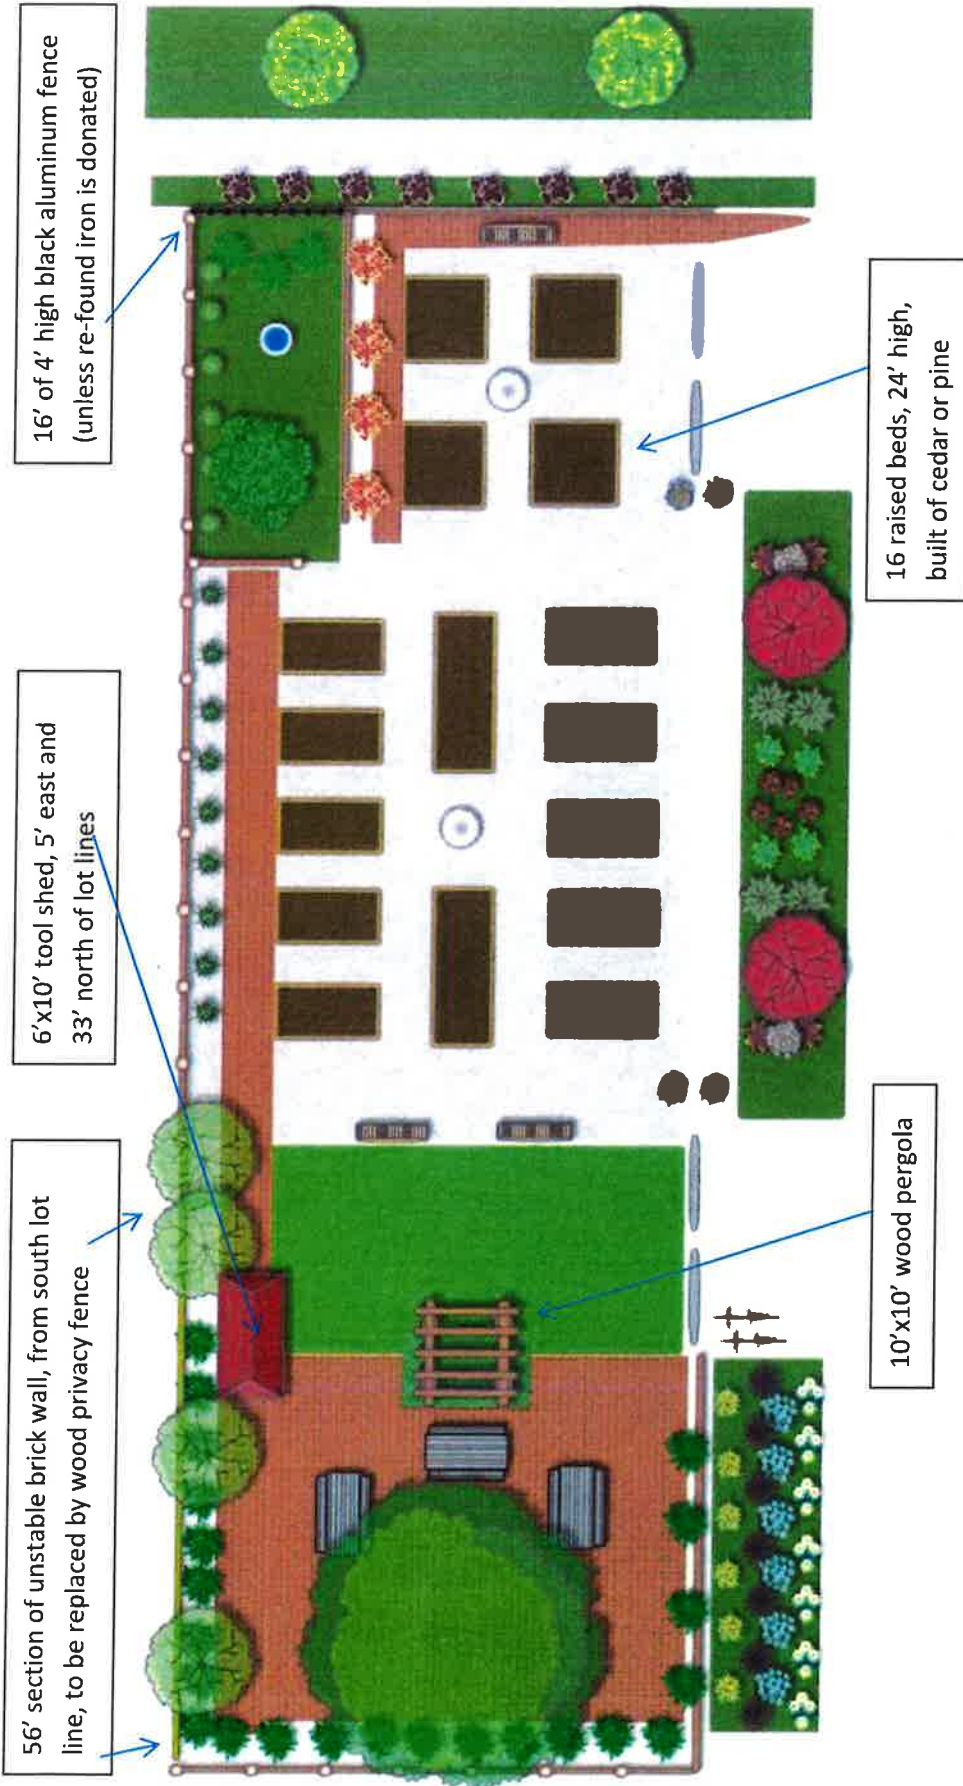 16' of 4' high black aluminum fence
(unless re-found iron is donated)
6'x10' tool shed, 5' east and
33' north of lot lines
56' section of unstable brick wall, from south lot
line, to be replaced by wood privacy fence
16 raised beds, 24' high,
built of cedar or pine
10'x10' wood pergola